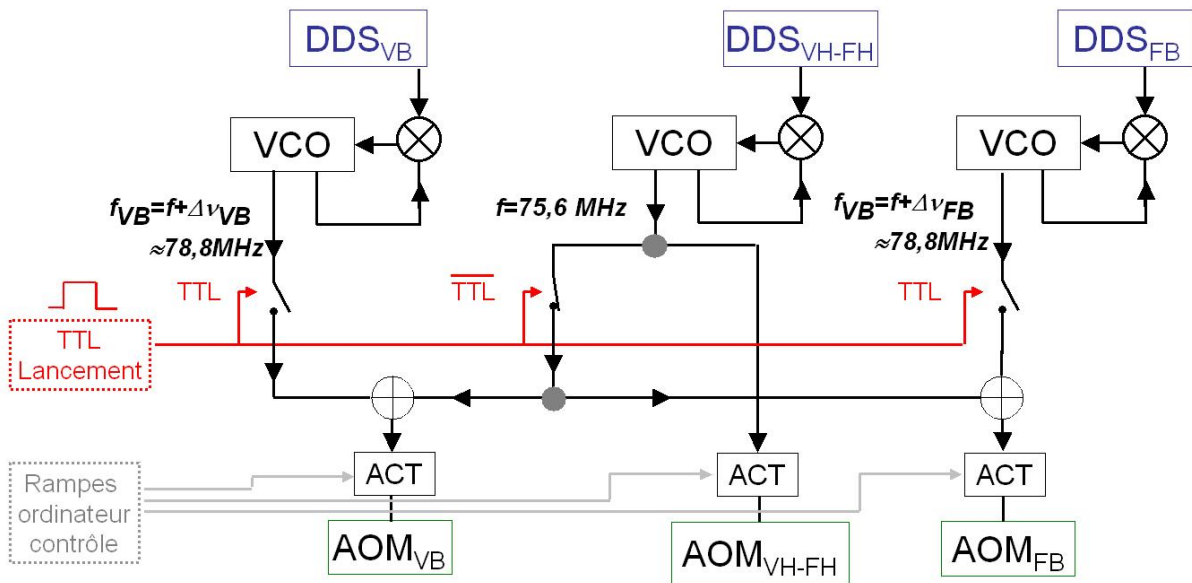 DDS_VB
DDS_VH-FH
DDS_FB
VCO
VCO
VCO
f_VB=f+Δν_VB
≈78,8MHz
f=75,6 MHz
f_VB=f+Δν_FB
≈78,8MHz
TTL
T̅T̅L̅
TTL
TTL
Lancement
ACT
ACT
ACT
Rampes
ordinateur
contrôle
AOM_VB
AOM_VH-FH
AOM_FB